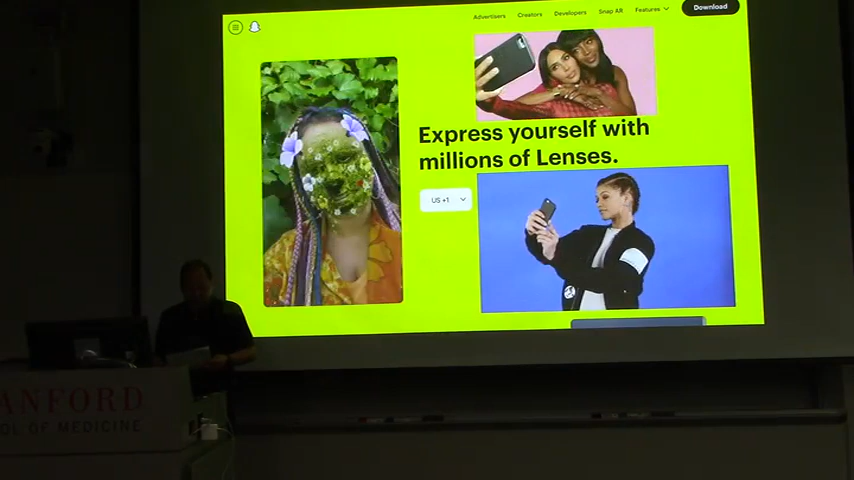 Advertisers Creators Developers Snap AR Features Download
Express yourself with
millions of Lenses.
US +1
ANFORD
OL OF MEDICINE